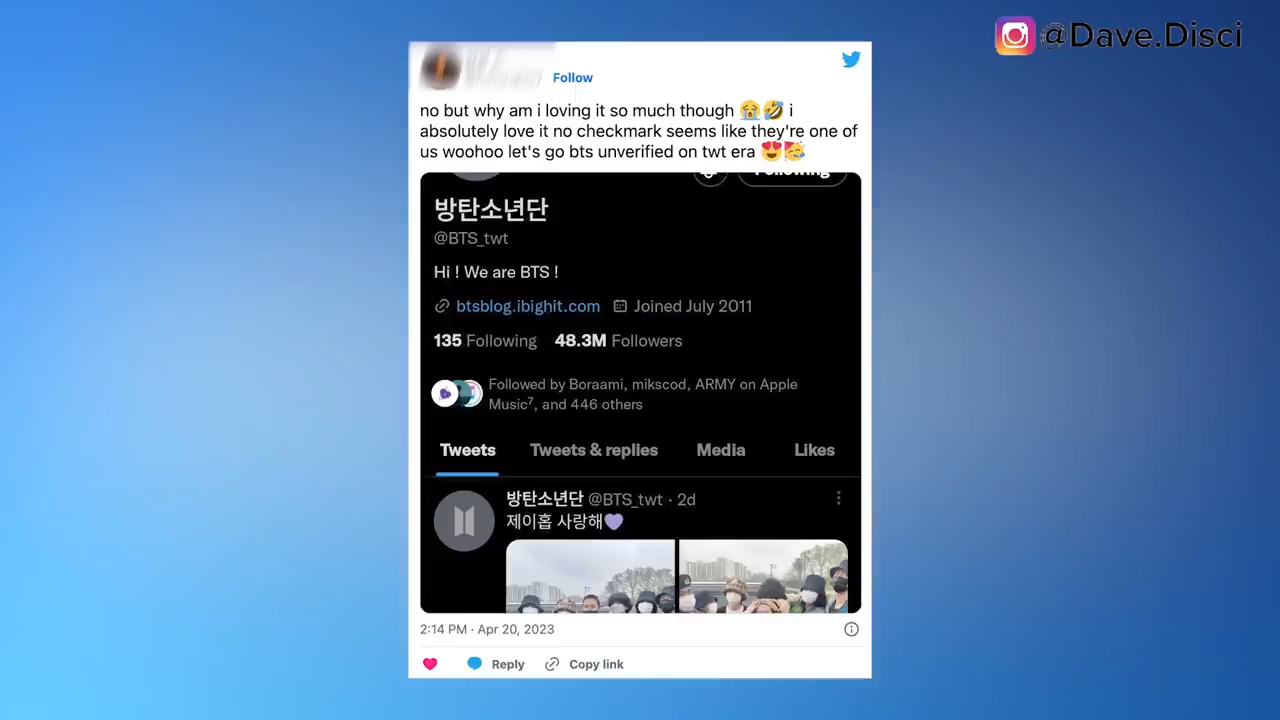 @Dave.Disci
Follow
no but why am i loving it so much though 😭🤣 i
absolutely love it no checkmark seems like they're one of
us woohoo let's go bts unverified on twt era 😍🥳
Following
방탄소년단
@BTS_twt
Hi ! We are BTS !
btsblog.ibighit.com Joined July 2011
135 Following 48.3M Followers
Followed by Boraami, mikscod, ARMY on Apple
Music⁷, and 446 others
Tweets Tweets & replies Media Likes
방탄소년단 @BTS_twt · 2d
제이홉 사랑해💜
2:14 PM · Apr 20, 2023
Reply Copy link